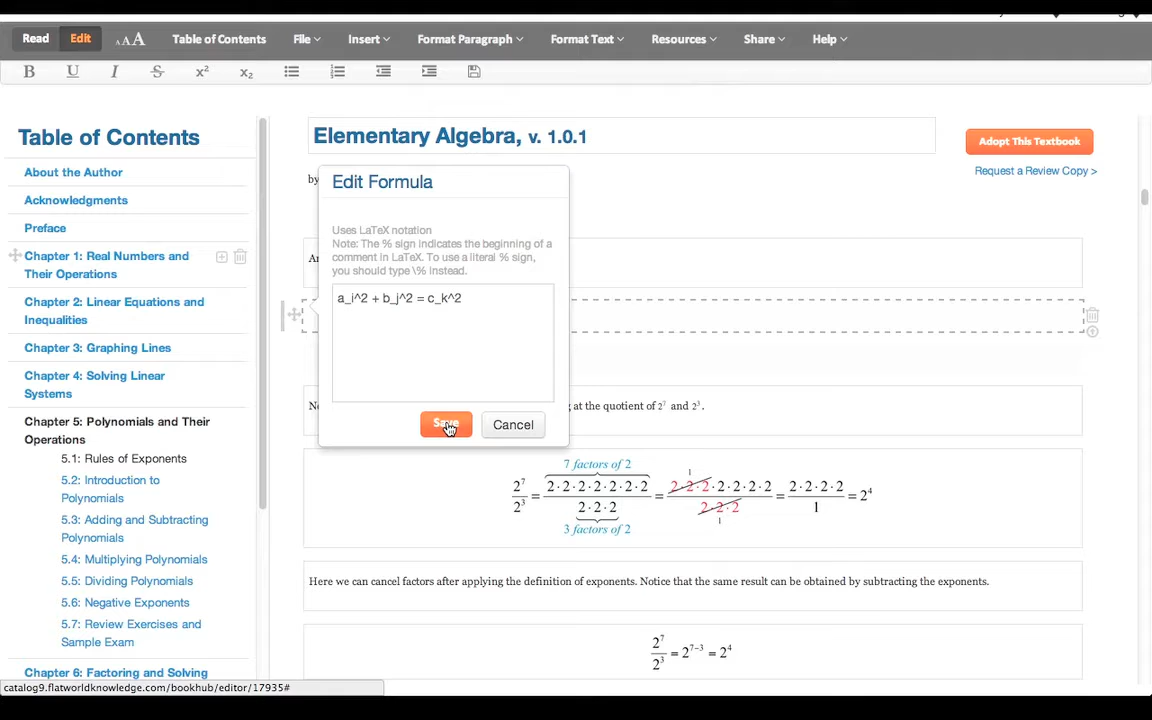 Read Edit AAA Table of Contents File Insert Format Paragraph Format Text Resources Share Help
B U I S x² x₂
Table of Contents
About the Author
Acknowledgments
Preface
Chapter 1: Real Numbers and
Their Operations
Chapter 2: Linear Equations and
Inequalities
Chapter 3: Graphing Lines
Chapter 4: Solving Linear
Systems
Chapter 5: Polynomials and Their
Operations
5.1: Rules of Exponents
5.2: Introduction to
Polynomials
5.3: Adding and Subtracting
Polynomials
5.4: Multiplying Polynomials
5.5: Dividing Polynomials
5.6: Negative Exponents
5.7: Review Exercises and
Sample Exam
Chapter 6: Factoring and Solving
catalog9.flatworldknowledge.com/bookhub/editor/17935#
Elementary Algebra, v. 1.0.1
by
Adopt This Textbook
Request a Review Copy >
Edit Formula
Uses LaTeX notation
Note: The % sign indicates the beginning of a
comment in LaTeX. To use a literal % sign,
you should type \% instead.
a_i^2 + b_j^2 = c_k^2
Save Cancel
at the quotient of 2⁷ and 2³.
7 factors of 2
2⁷/2³ = 2·2·2·2·2·2·2/2·2·2 = 2·2·2·2·2·2·2/2·2·2 = 2·2·2·2/1 = 2⁴
3 factors of 2
1
1
Here we can cancel factors after applying the definition of exponents. Notice that the same result can be obtained by subtracting the exponents.
2⁷/2³ = 2⁷⁻³ = 2⁴